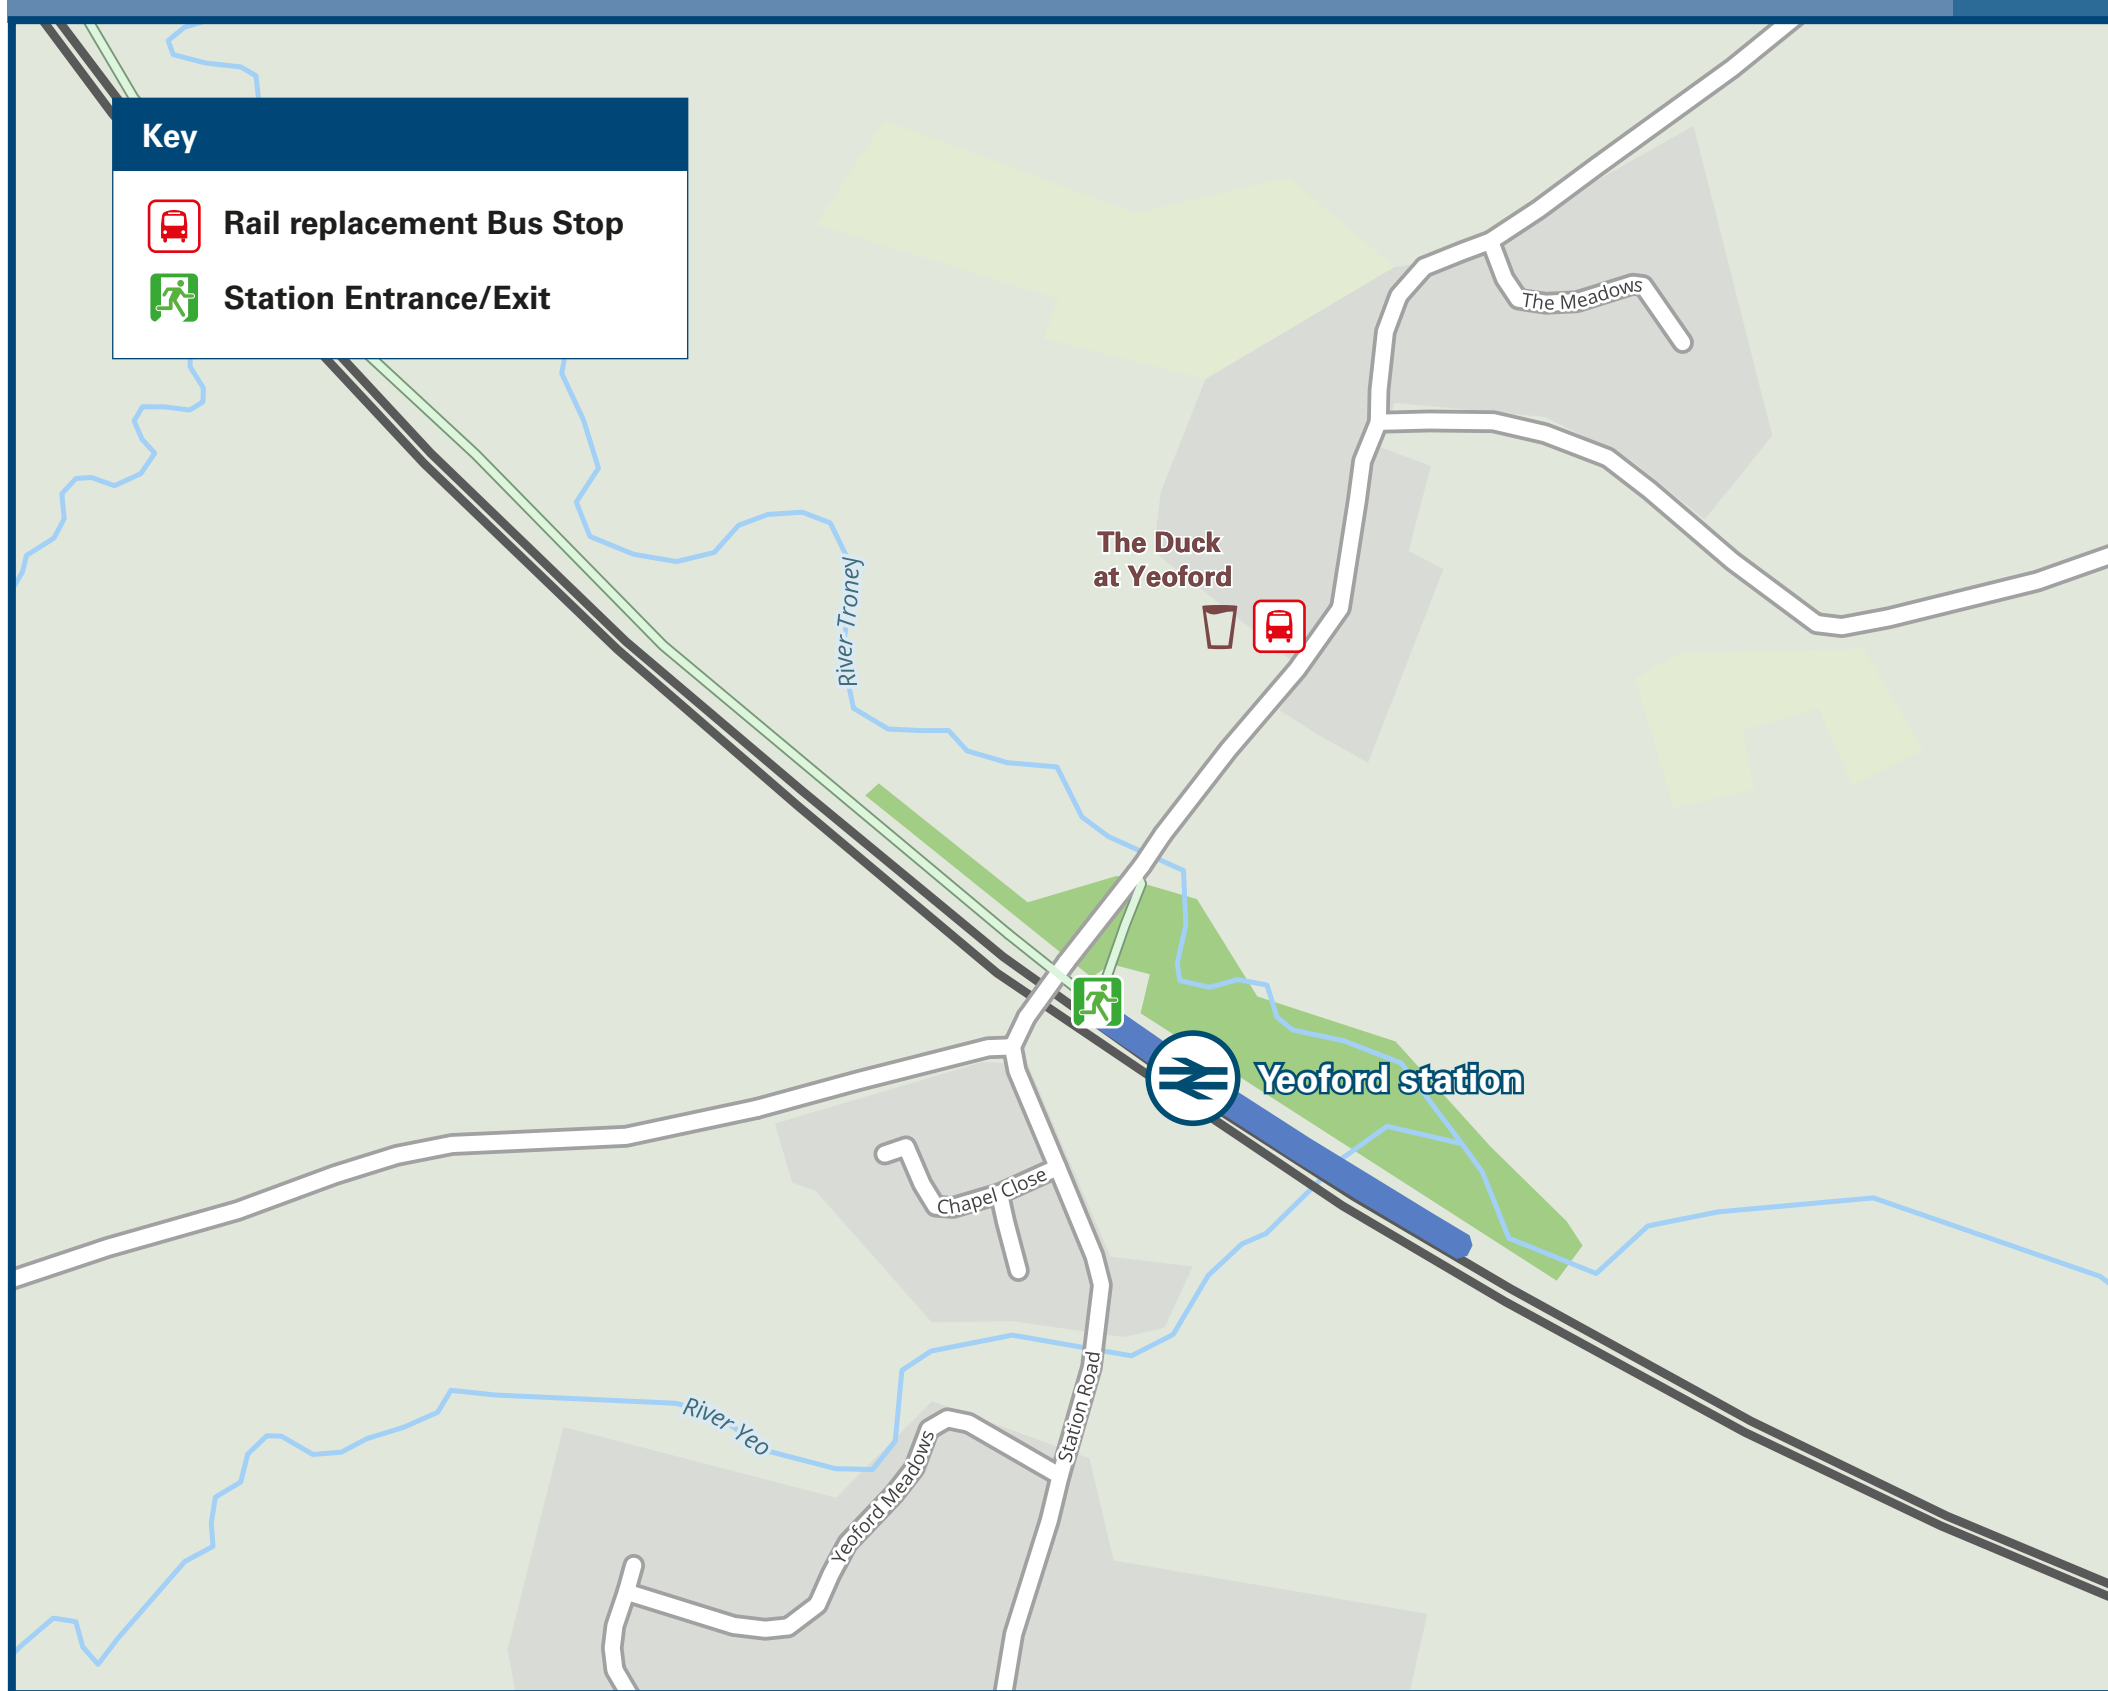 Key
Rail replacement Bus Stop
Station Entrance/Exit
The Meadows
The Duck
at Yeoford
River Troney
Yeoford station
Chapel Close
Station Road
River Yeo
Yeoford Meadows